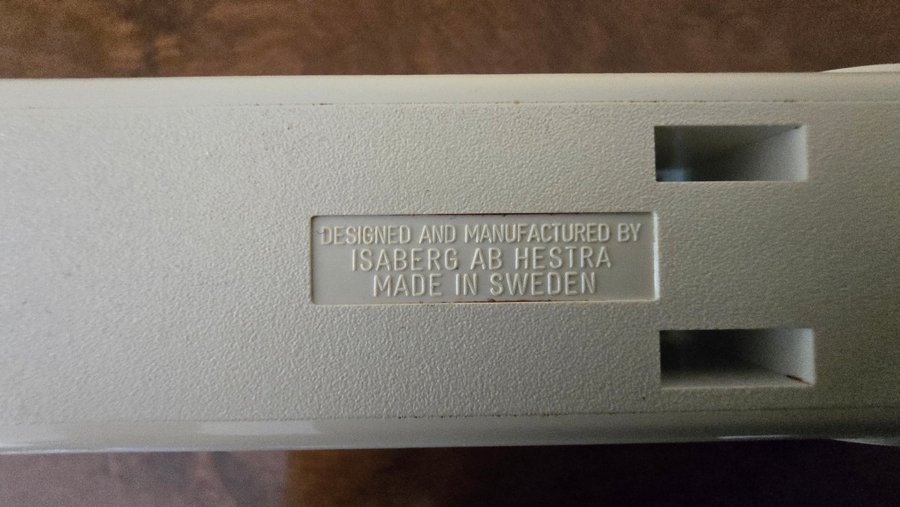 DESIGNED AND MANUFACTURED BY
ISABERG AB HESTRA
MADE IN SWEDEN